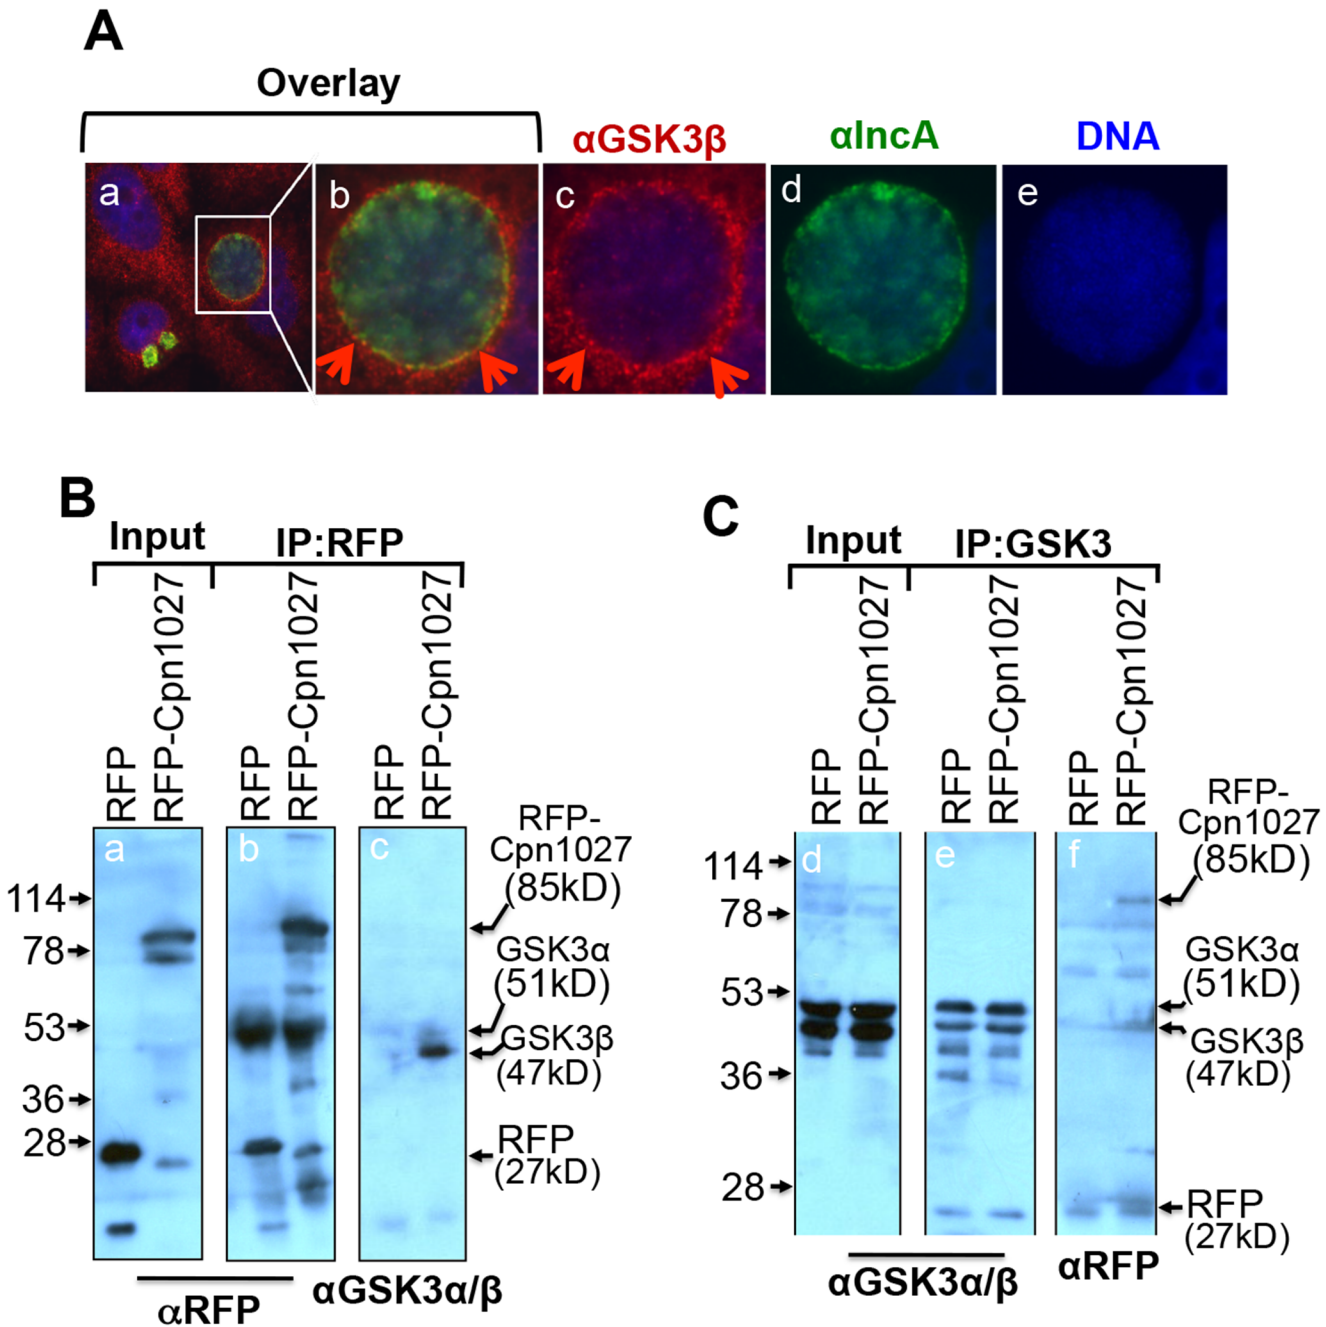 A
Overlay
αGSK3β
αIncA
DNA
a
b
c
d
e
B
Input
IP:RFP
RFP
RFP-Cpn1027
RFP
RFP-Cpn1027
RFP
RFP-Cpn1027
a
b
c
114
78
53
36
28
RFP-
Cpn1027
(85kD)
GSK3α
(51kD)
GSK3β
(47kD)
RFP
(27kD)
αRFP
αGSK3α/β
C
Input
IP:GSK3
RFP
RFP-Cpn1027
RFP
RFP-Cpn1027
RFP
RFP-Cpn1027
d
e
f
114
78
53
36
28
RFP-
Cpn1027
(85kD)
GSK3α
(51kD)
GSK3β
(47kD)
RFP
(27kD)
αGSK3α/β
αRFP